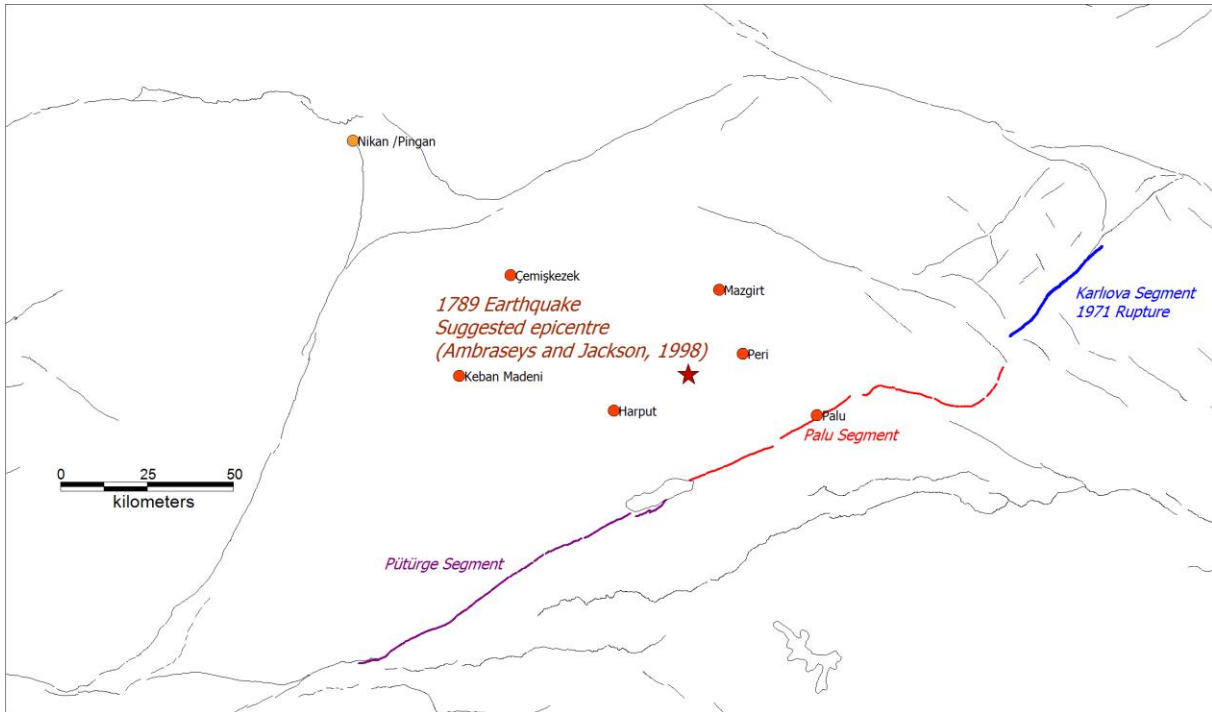 Nikan /Pingan
Çemişkezek
Mazgirt
1789 Earthquake
Suggested epicentre
(Ambraseys and Jackson, 1998)
Karlıova Segment
1971 Rupture
Peri
Keban Madeni
Harput
Palu
Palu Segment
0 25 50
kilometers
Pütürge Segment